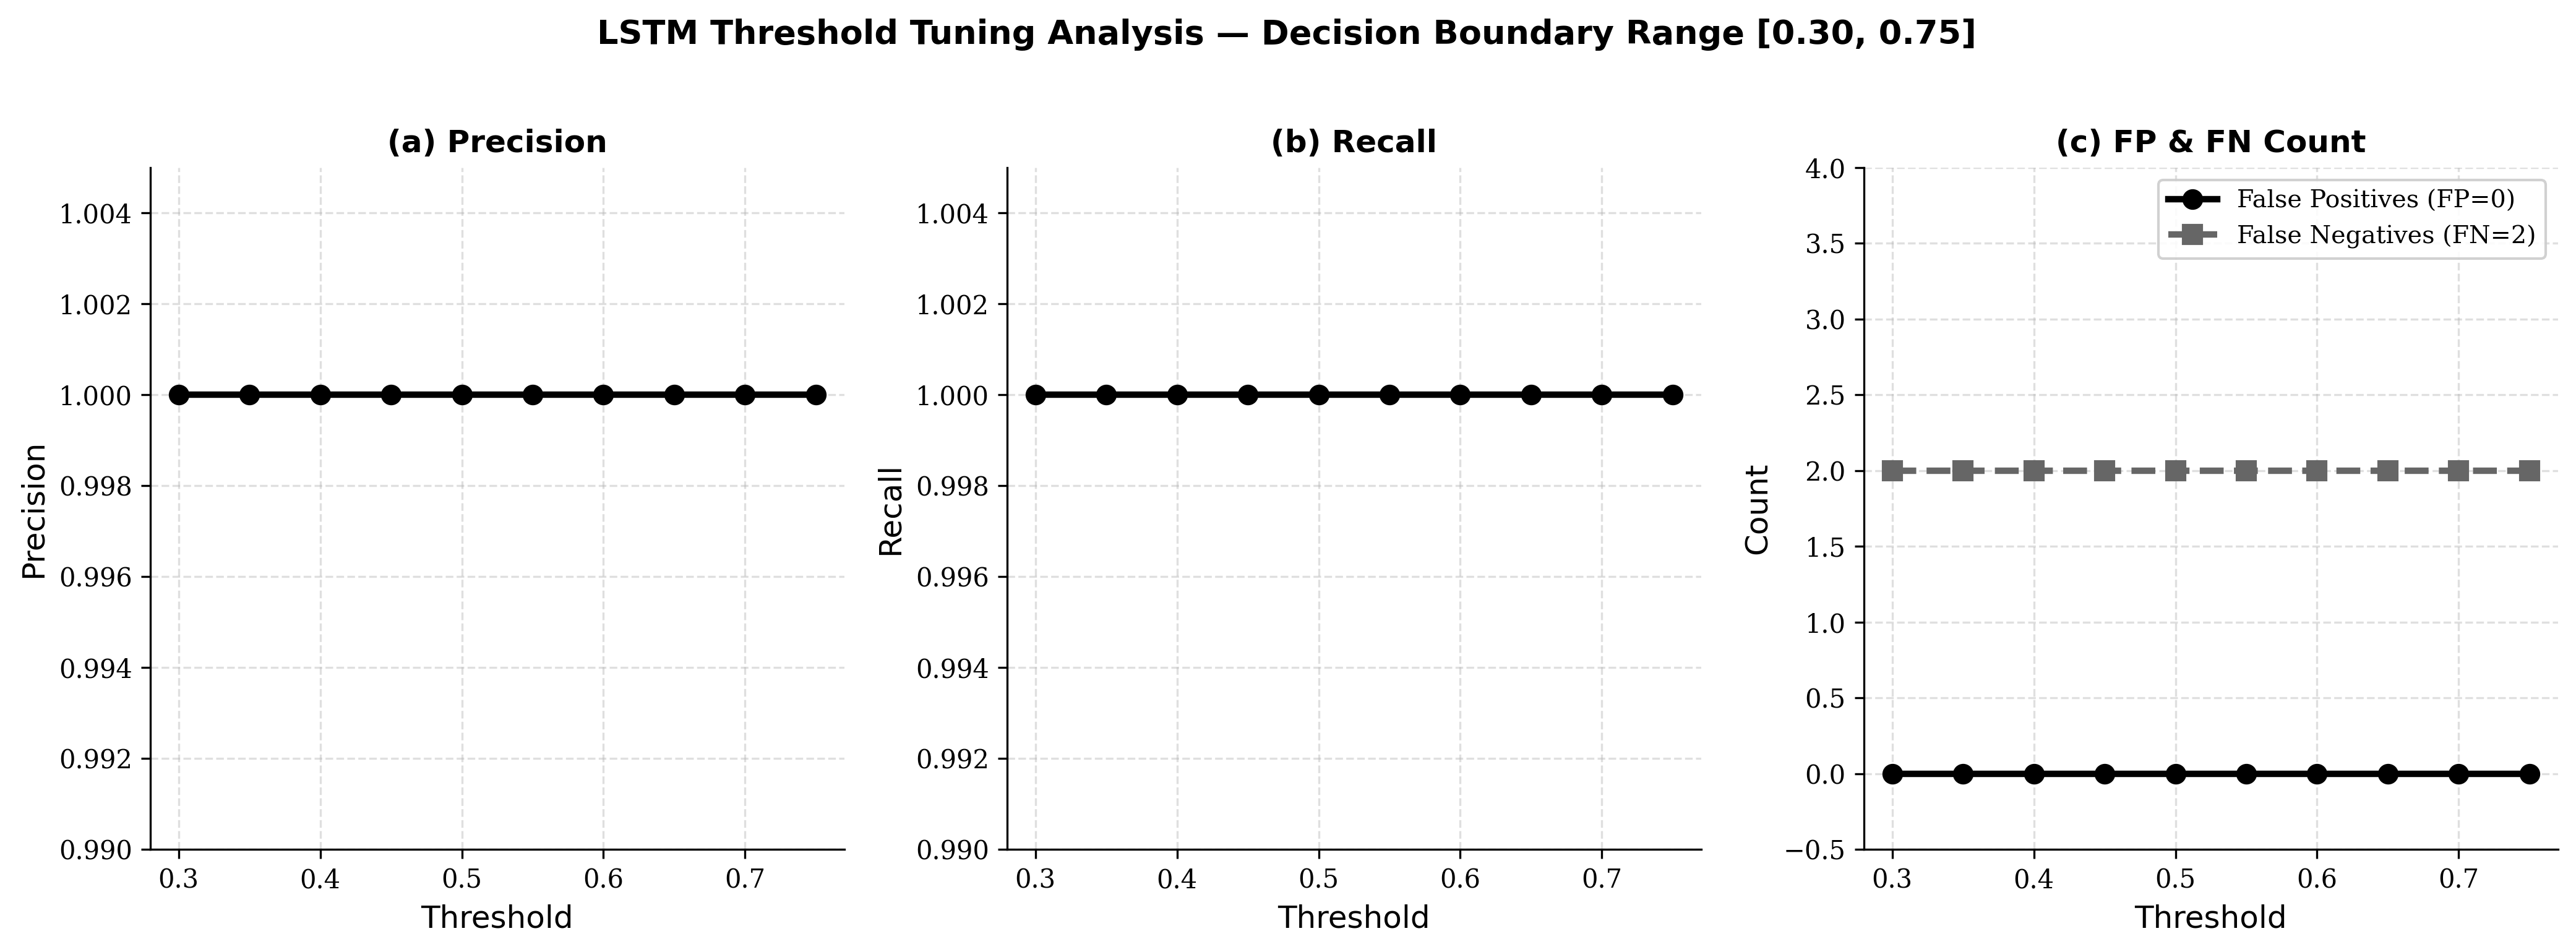 LSTM Threshold Tuning Analysis — Decision Boundary Range [0.30, 0.75]
(a) Precision
1.004
1.002
1.000
0.998
0.996
0.994
0.992
0.990
Precision
0.3 0.4 0.5 0.6 0.7
Threshold
(b) Recall
1.004
1.002
1.000
0.998
0.996
0.994
0.992
0.990
Recall
0.3 0.4 0.5 0.6 0.7
Threshold
(c) FP & FN Count
4.0
3.5
3.0
2.5
2.0
1.5
1.0
0.5
0.0
−0.5
Count
False Positives (FP=0)
False Negatives (FN=2)
0.3 0.4 0.5 0.6 0.7
Threshold